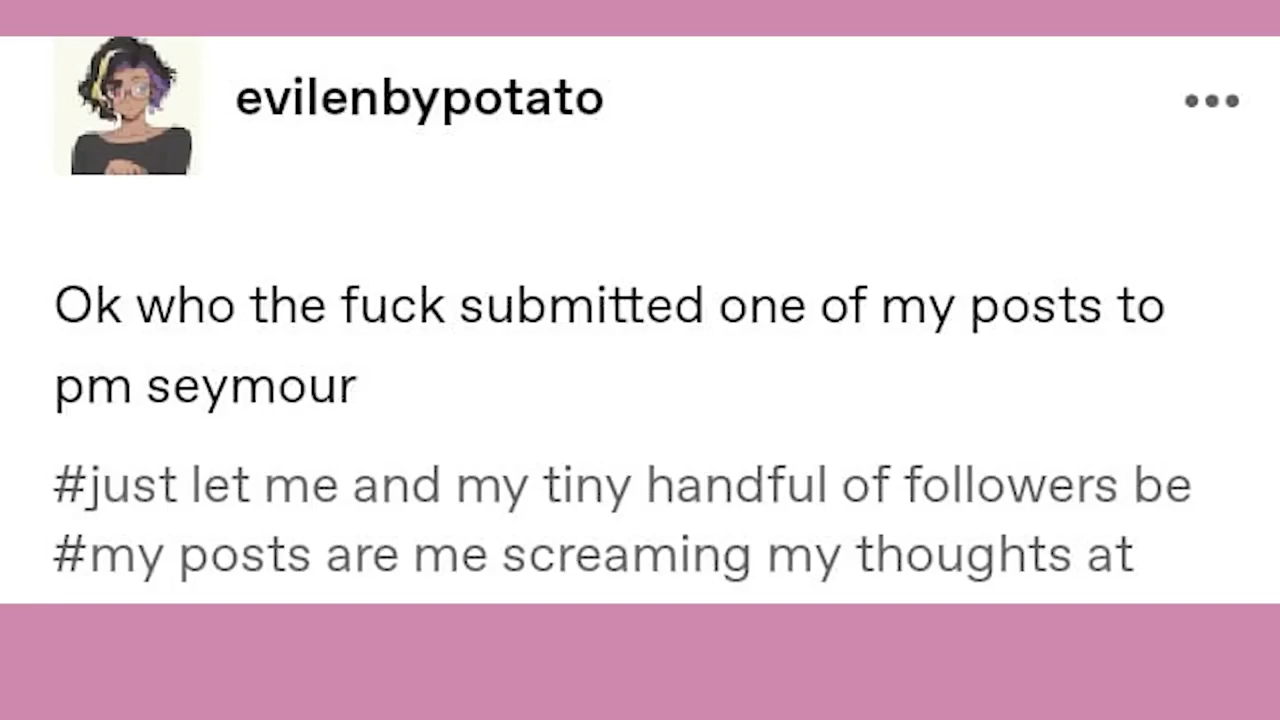 evilenbypotato
Ok who the fuck submitted one of my posts to
pm seymour
#just let me and my tiny handful of followers be
#my posts are me screaming my thoughts at